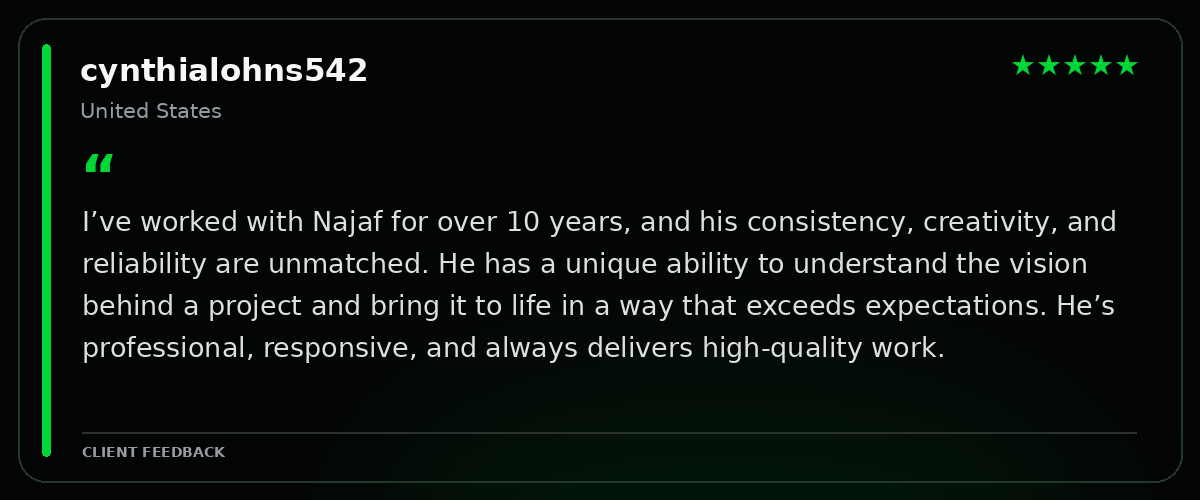 cynthialohns542
★★★★★
United States
“
I’ve worked with Najaf for over 10 years, and his consistency, creativity, and
reliability are unmatched. He has a unique ability to understand the vision
behind a project and bring it to life in a way that exceeds expectations. He’s
professional, responsive, and always delivers high-quality work.
CLIENT FEEDBACK